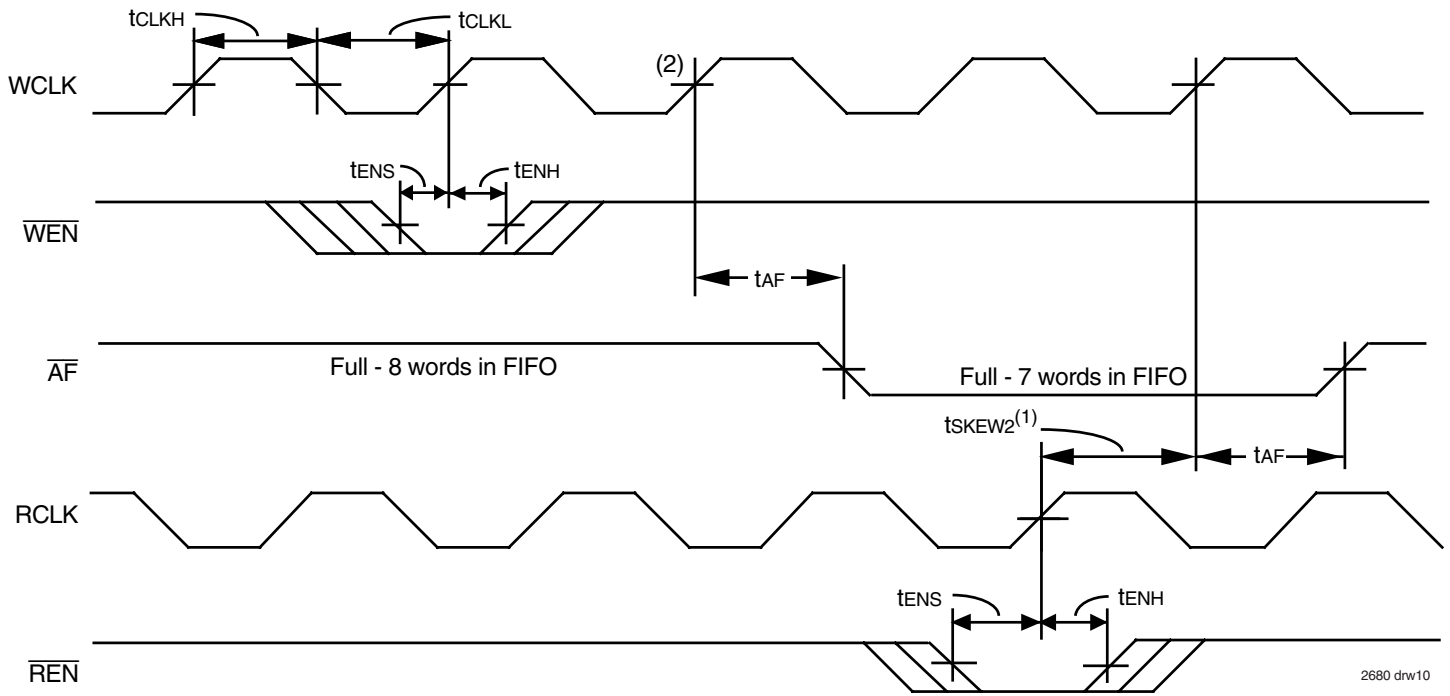 tCLKH
tCLKL
(2)
WCLK
tENS
tENH
WEN
tAF
AF
Full - 8 words in FIFO
Full - 7 words in FIFO
tSKEW2(1)
tAF
RCLK
tENS
tENH
REN
2680 drw10